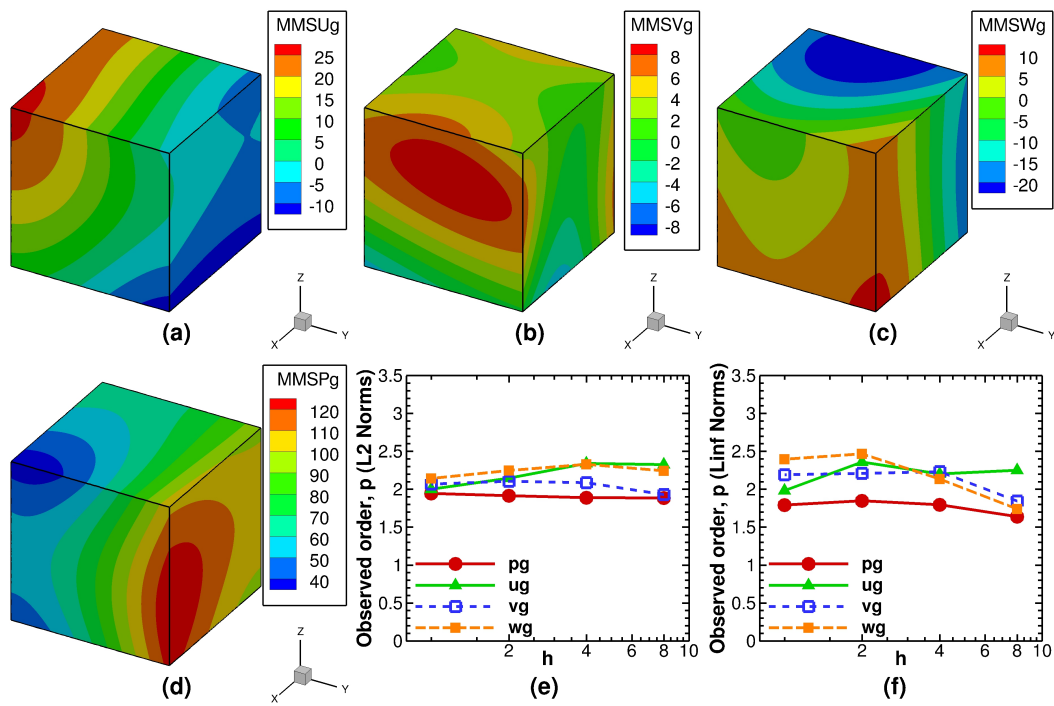 MMSUg
25
20
15
10
5
0
-5
-10
Z
X
Y
(a)
MMSVg
8
6
4
2
0
-2
-4
-6
-8
Z
X
Y
(b)
MMSWg
10
5
0
-5
-10
-15
-20
Z
X
Y
(c)
MMSPg
120
110
100
90
80
70
60
50
40
Z
X
Y
(d)
Observed order, p (L2 Norms)
3.5
3
2.5
2
1.5
1
0.5
0
pg
ug
vg
wg
2 4 6 8 10
h
(e)
Observed order, p (Linf Norms)
3.5
3
2.5
2
1.5
1
0.5
0
pg
ug
vg
wg
2 4 6 8 10
h
(f)